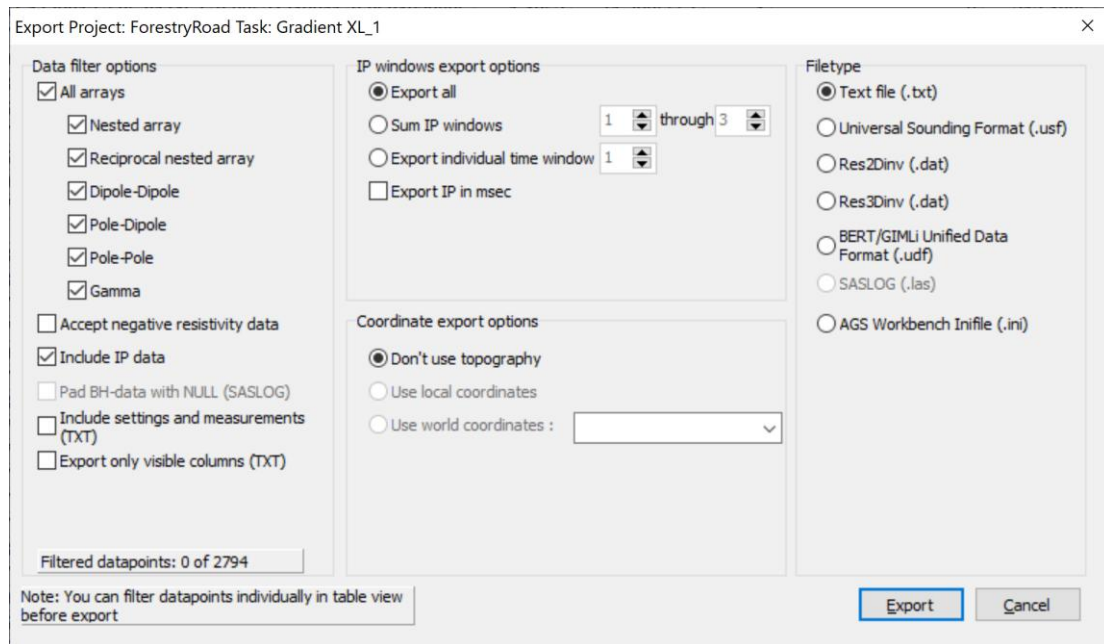 Export Project: ForestryRoad Task: Gradient XL_1
Data filter options
All arrays
Nested array
Reciprocal nested array
Dipole-Dipole
Pole-Dipole
Pole-Pole
Gamma
Accept negative resistivity data
Include IP data
Pad BH-data with NULL (SASLOG)
Include settings and measurements
(TXT)
Export only visible columns (TXT)
Filtered datapoints: 0 of 2794
Note: You can filter datapoints individually in table view
before export
IP windows export options
Export all
Sum IP windows 1 through 3
Export individual time window 1
Export IP in msec
Coordinate export options
Don't use topography
Use local coordinates
Use world coordinates :
Filetype
Text file (.txt)
Universal Sounding Format (.usf)
Res2Dinv (.dat)
Res3Dinv (.dat)
BERT/GIMLi Unified Data
Format (.udf)
SASLOG (.las)
AGS Workbench Inifile (.ini)
Export
Cancel